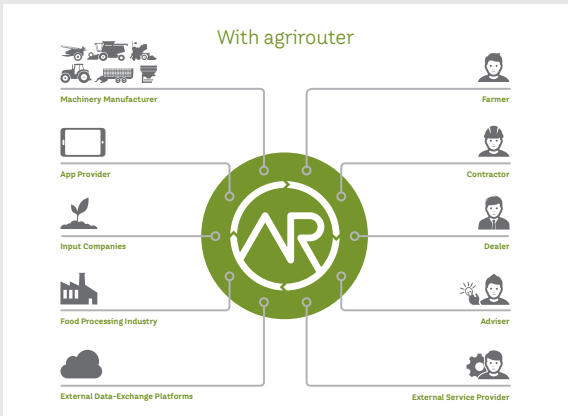 With agrirouter
Machinery Manufacturer
Farmer
App Provider
Contractor
Input Companies
AR
Dealer
Food Processing Industry
Adviser
External Data-Exchange Platforms
External Service Provider